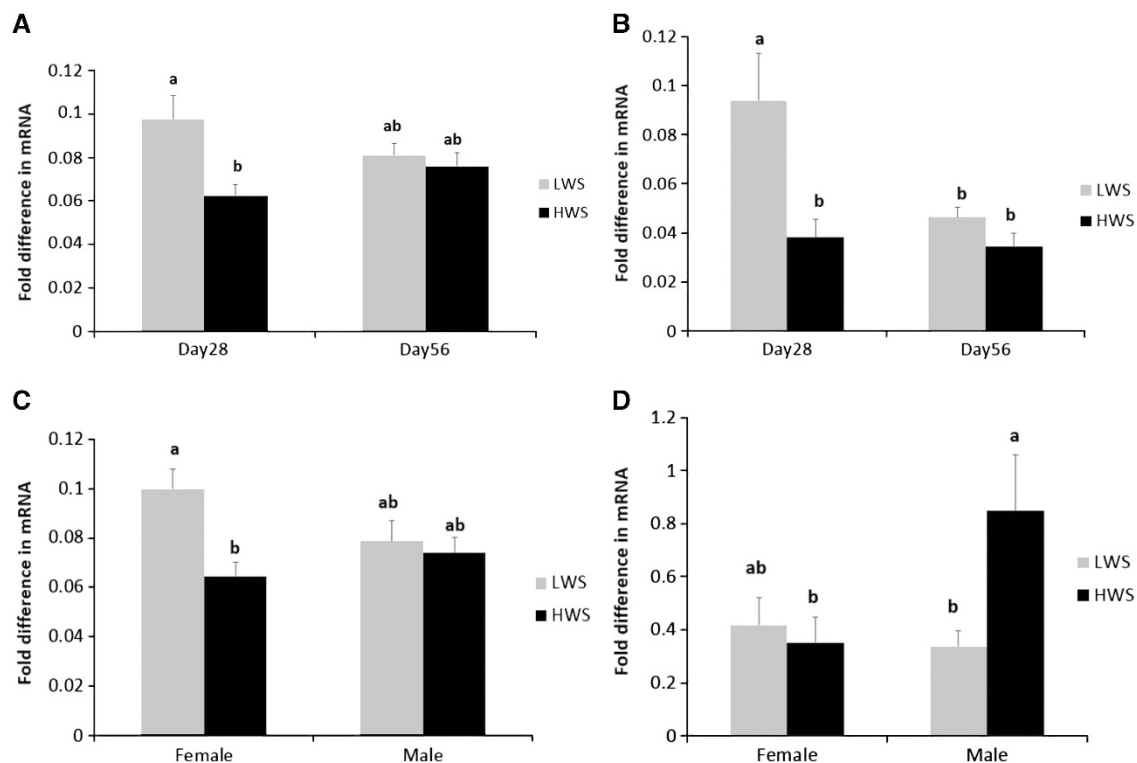 A
Fold difference in mRNA
0.12
0.1
0.08
0.06
0.04
0.02
0
a
b
ab
ab
Day28
Day56
LWS
HWS
B
Fold difference in mRNA
0.12
0.1
0.08
0.06
0.04
0.02
0
a
b
b
b
Day28
Day56
LWS
HWS
C
Fold difference in mRNA
0.12
0.1
0.08
0.06
0.04
0.02
0
a
b
ab
ab
Female
Male
LWS
HWS
D
Fold difference in mRNA
1.2
1
0.8
0.6
0.4
0.2
0
ab
b
b
a
Female
Male
LWS
HWS